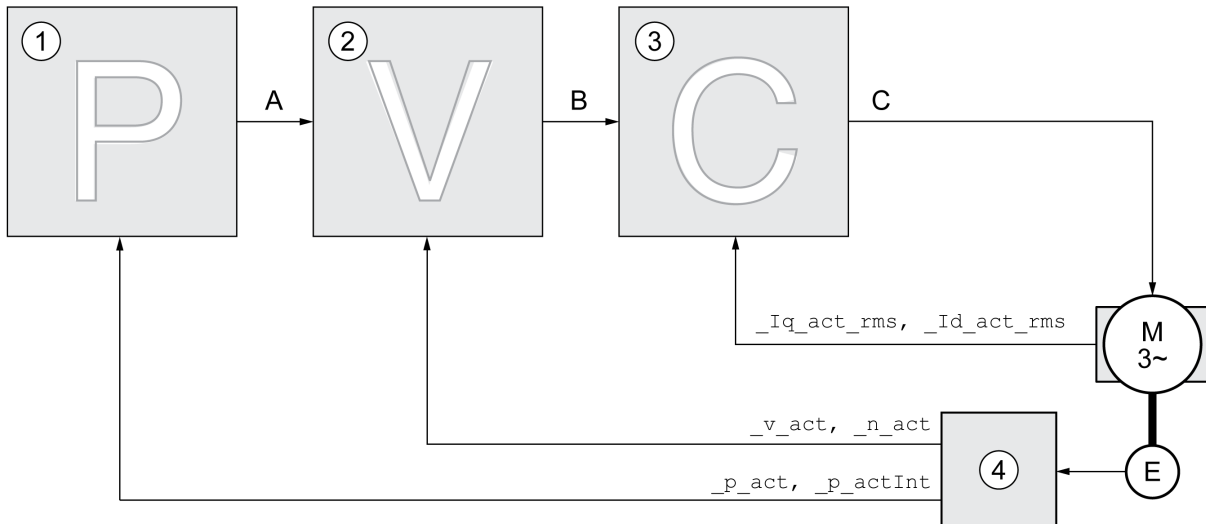 1
P
A
2
V
B
3
C
C
_Iq_act_rms, _Id_act_rms
M
3~
_v_act, _n_act
_p_act, _p_actInt
4
E